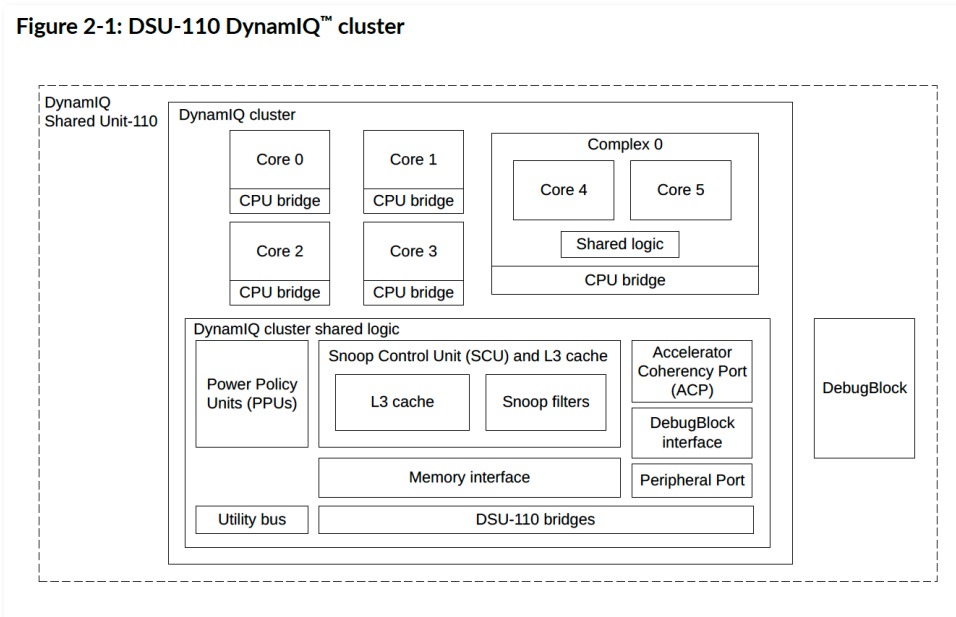 Figure 2-1: DSU-110 DynamIQ™ cluster
DynamIQ
Shared Unit-110
DynamIQ cluster
Core 0
CPU bridge
Core 1
CPU bridge
Core 2
CPU bridge
Core 3
CPU bridge
Complex 0
Core 4
Core 5
Shared logic
CPU bridge
DynamIQ cluster shared logic
Power Policy
Units (PPUs)
Snoop Control Unit (SCU) and L3 cache
L3 cache
Snoop filters
Accelerator
Coherency Port
(ACP)
DebugBlock
interface
Memory interface
Peripheral Port
Utility bus
DSU-110 bridges
DebugBlock